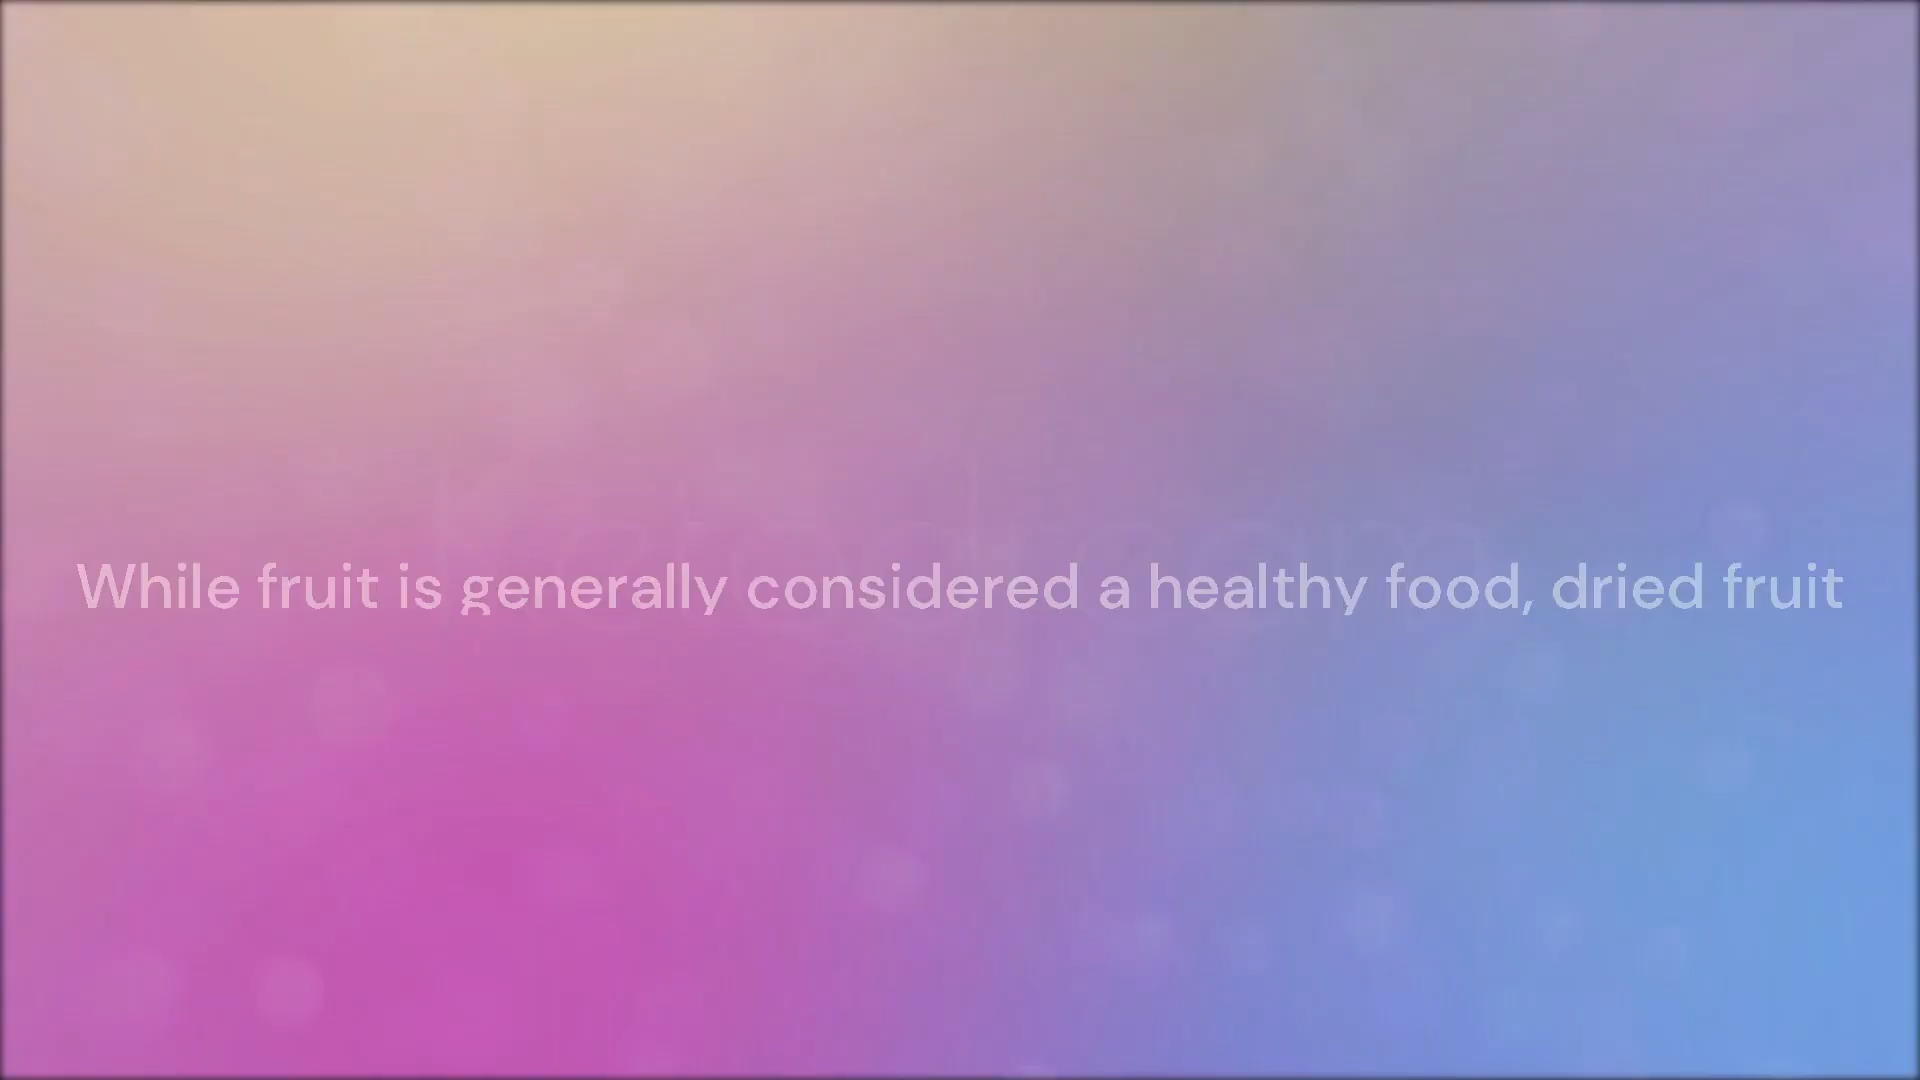 While fruit is generally considered a healthy food, dried fruit